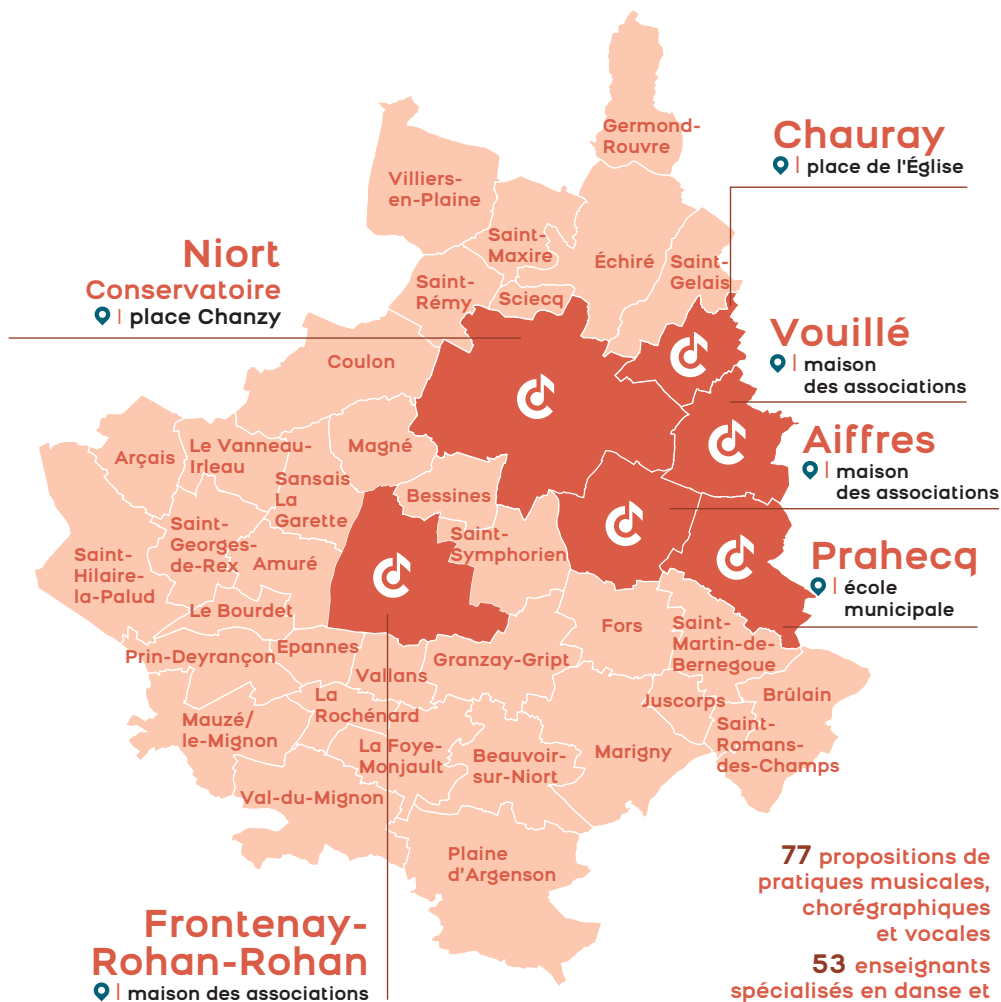 Germond-
Rouvre
Chauray
place de l'Église
Villiers-
en-Plaine
Saint-
Maxire
Échiré
Saint-
Gelais
Niort
Conservatoire
place Chanzy
Saint-
Rémy
Sciecq
Vouillé
maison
des associations
Coulon
Aiffres
maison
des associations
Arçais
Le Vanneau-
Irleau
Magné
Sansais
La
Garette
Bessines
Saint-
Georges-
de-Rex
Amuré
Saint-
Symphorien
Saint-
Hilaire-
la-Palud
Prahecq
école
municipale
Le Bourdet
Fors
Saint-
Martin-de-
Bernegoue
Prin-Deyrançon
Epannes
Vallans
Granzay-Gript
La
Rochénard
Juscorps
Brûlain
Mauzé/
le-Mignon
La Foye-
Monjault
Beauvoir-
sur-Niort
Marigny
Saint-
Romans-
des-Champs
Val-du-Mignon
Plaine
d'Argenson
77 propositions de
pratiques musicales,
chorégraphiques
et vocales
53 enseignants
spécialisés en danse et
Frontenay-
Rohan-Rohan
maison des associations